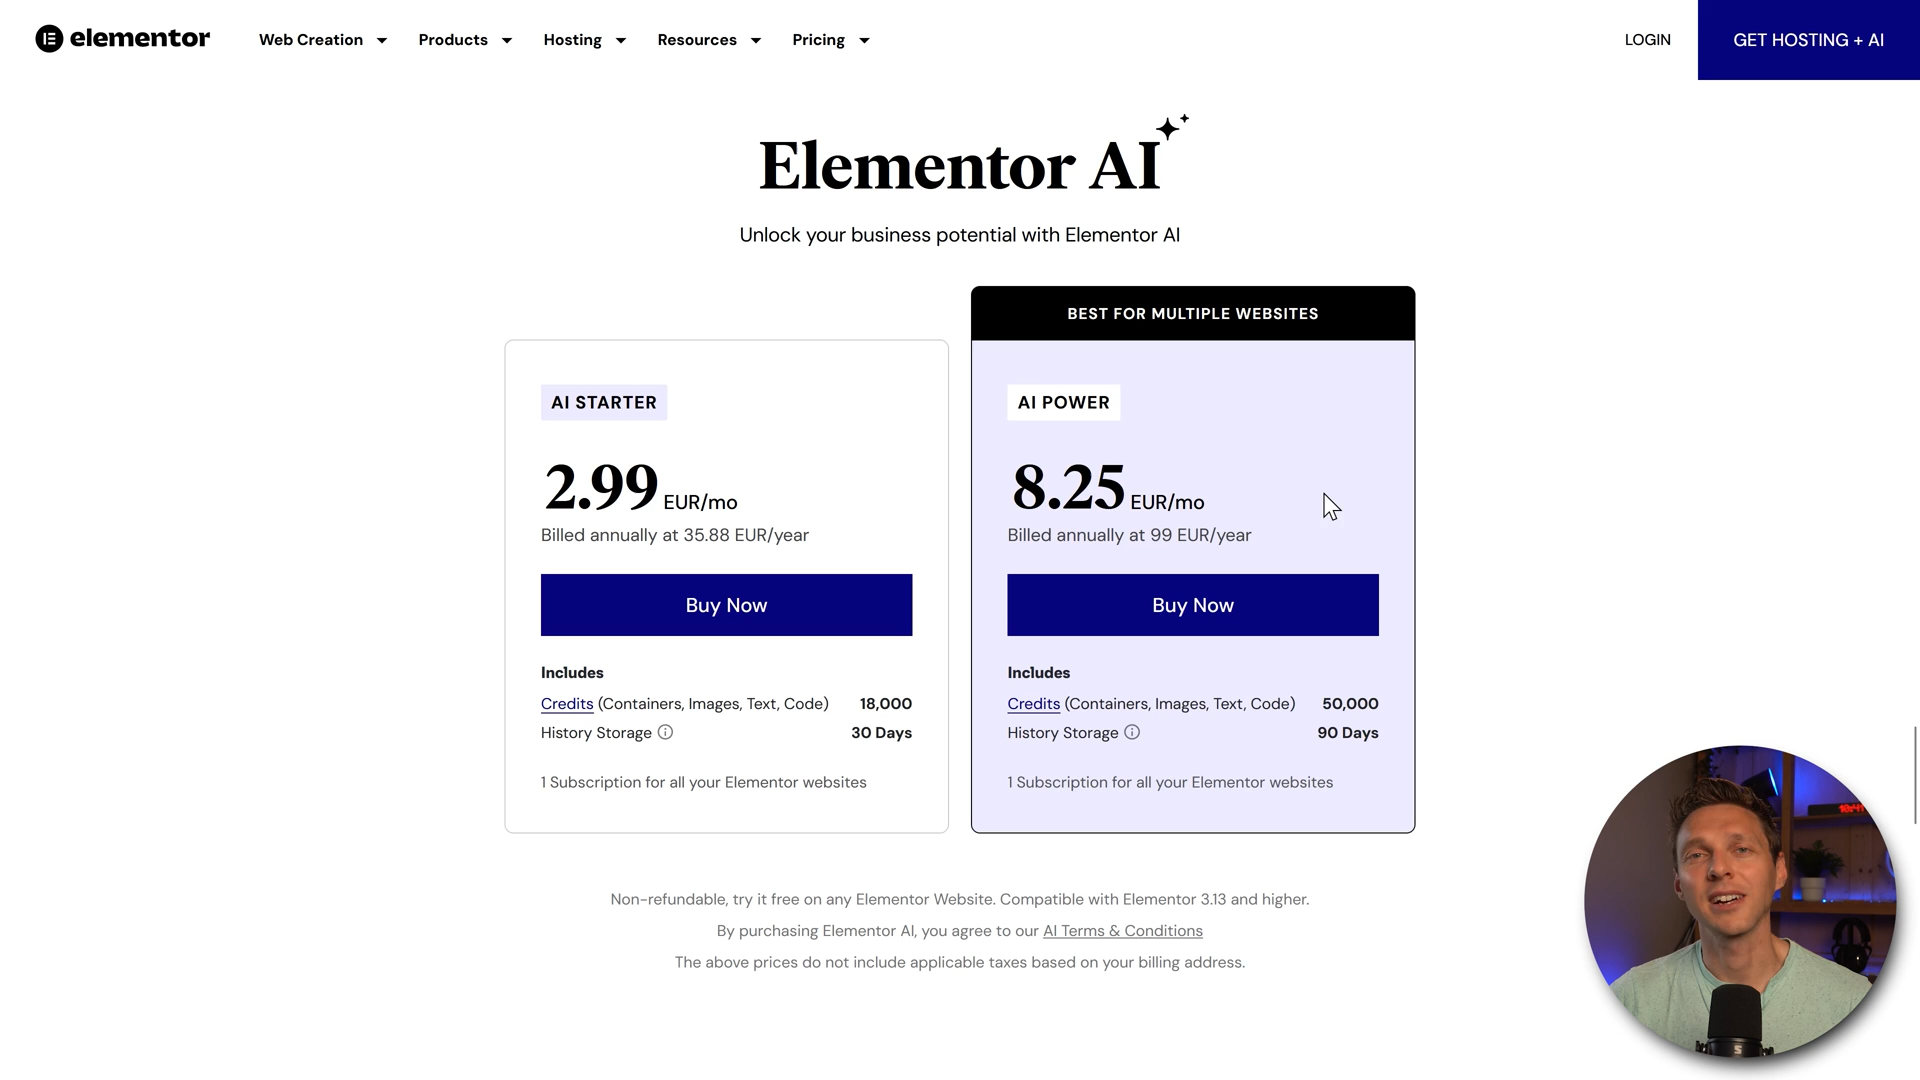 elementor
Web Creation
Products
Hosting
Resources
Pricing
LOGIN
GET HOSTING + AI
Elementor AI
Unlock your business potential with Elementor AI
BEST FOR MULTIPLE WEBSITES
AI STARTER
2.99 EUR/mo
Billed annually at 35.88 EUR/year
Buy Now
Includes
Credits (Containers, Images, Text, Code) 18,000
History Storage 30 Days
1 Subscription for all your Elementor websites
AI POWER
8.25 EUR/mo
Billed annually at 99 EUR/year
Buy Now
Includes
Credits (Containers, Images, Text, Code) 50,000
History Storage 90 Days
1 Subscription for all your Elementor websites
Non-refundable, try it free on any Elementor Website. Compatible with Elementor 3.13 and higher.
By purchasing Elementor AI, you agree to our AI Terms & Conditions
The above prices do not include applicable taxes based on your billing address.